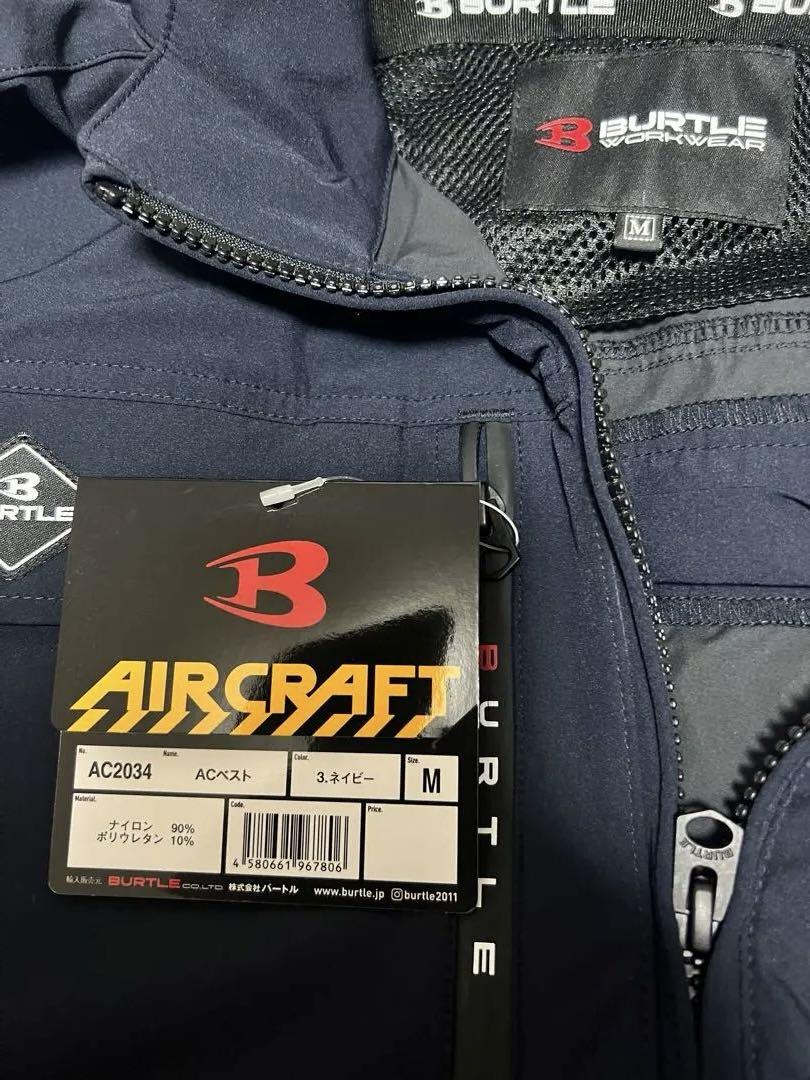 BURTLE
BURTLE
BURTLE
WORKWEAR
M
B
RTLE
B
AIRCRAFT
No. Name. Color. Size.
AC2034 ACベスト 3.ネイビー M
Material. Code. Price.
ナイロン 90%
ポリウレタン 10%
4 580661 967806
輸入販売元 BURTLE CO.LTD 株式会社バートル www.burtle.jp burtle2011
BURTLE
BURTLE